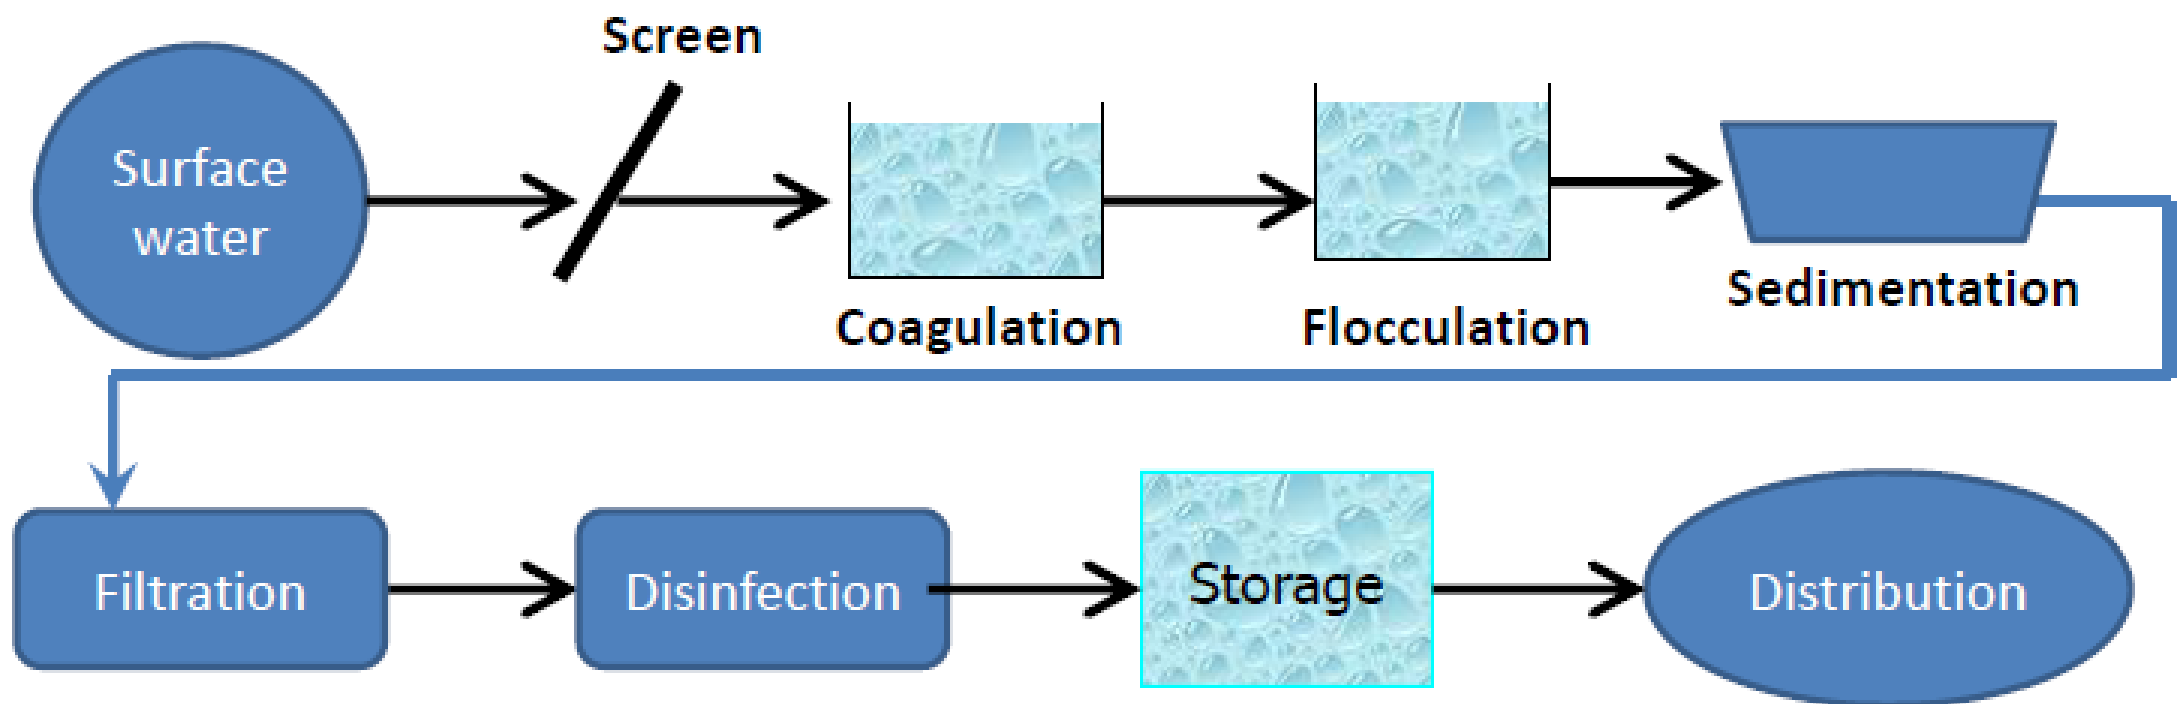 Screen
Surface
water
Coagulation
Flocculation
Sedimentation
Filtration
Disinfection
Storage
Distribution